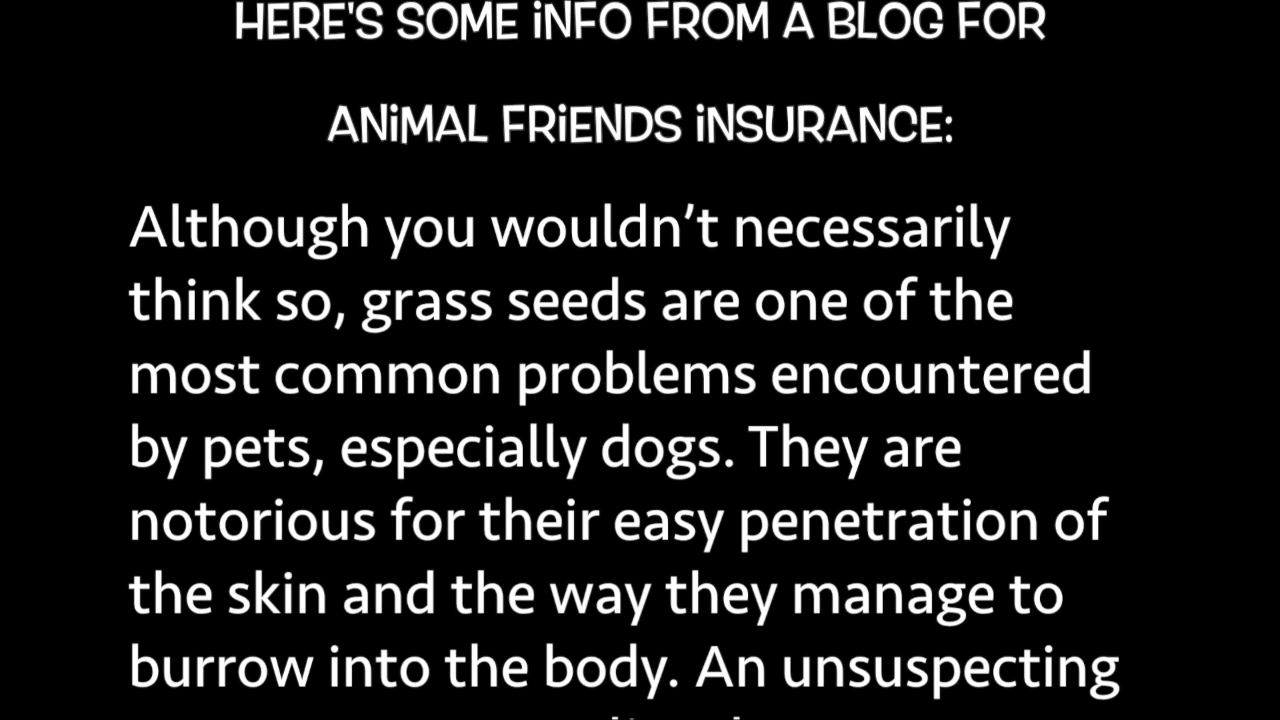 HERE'S SOME iNFO FROM A BLOG FOR
ANiMAL FRiENDS iNSURANCE:
Although you wouldn’t necessarily
think so, grass seeds are one of the
most common problems encountered
by pets, especially dogs. They are
notorious for their easy penetration of
the skin and the way they manage to
burrow into the body. An unsuspecting